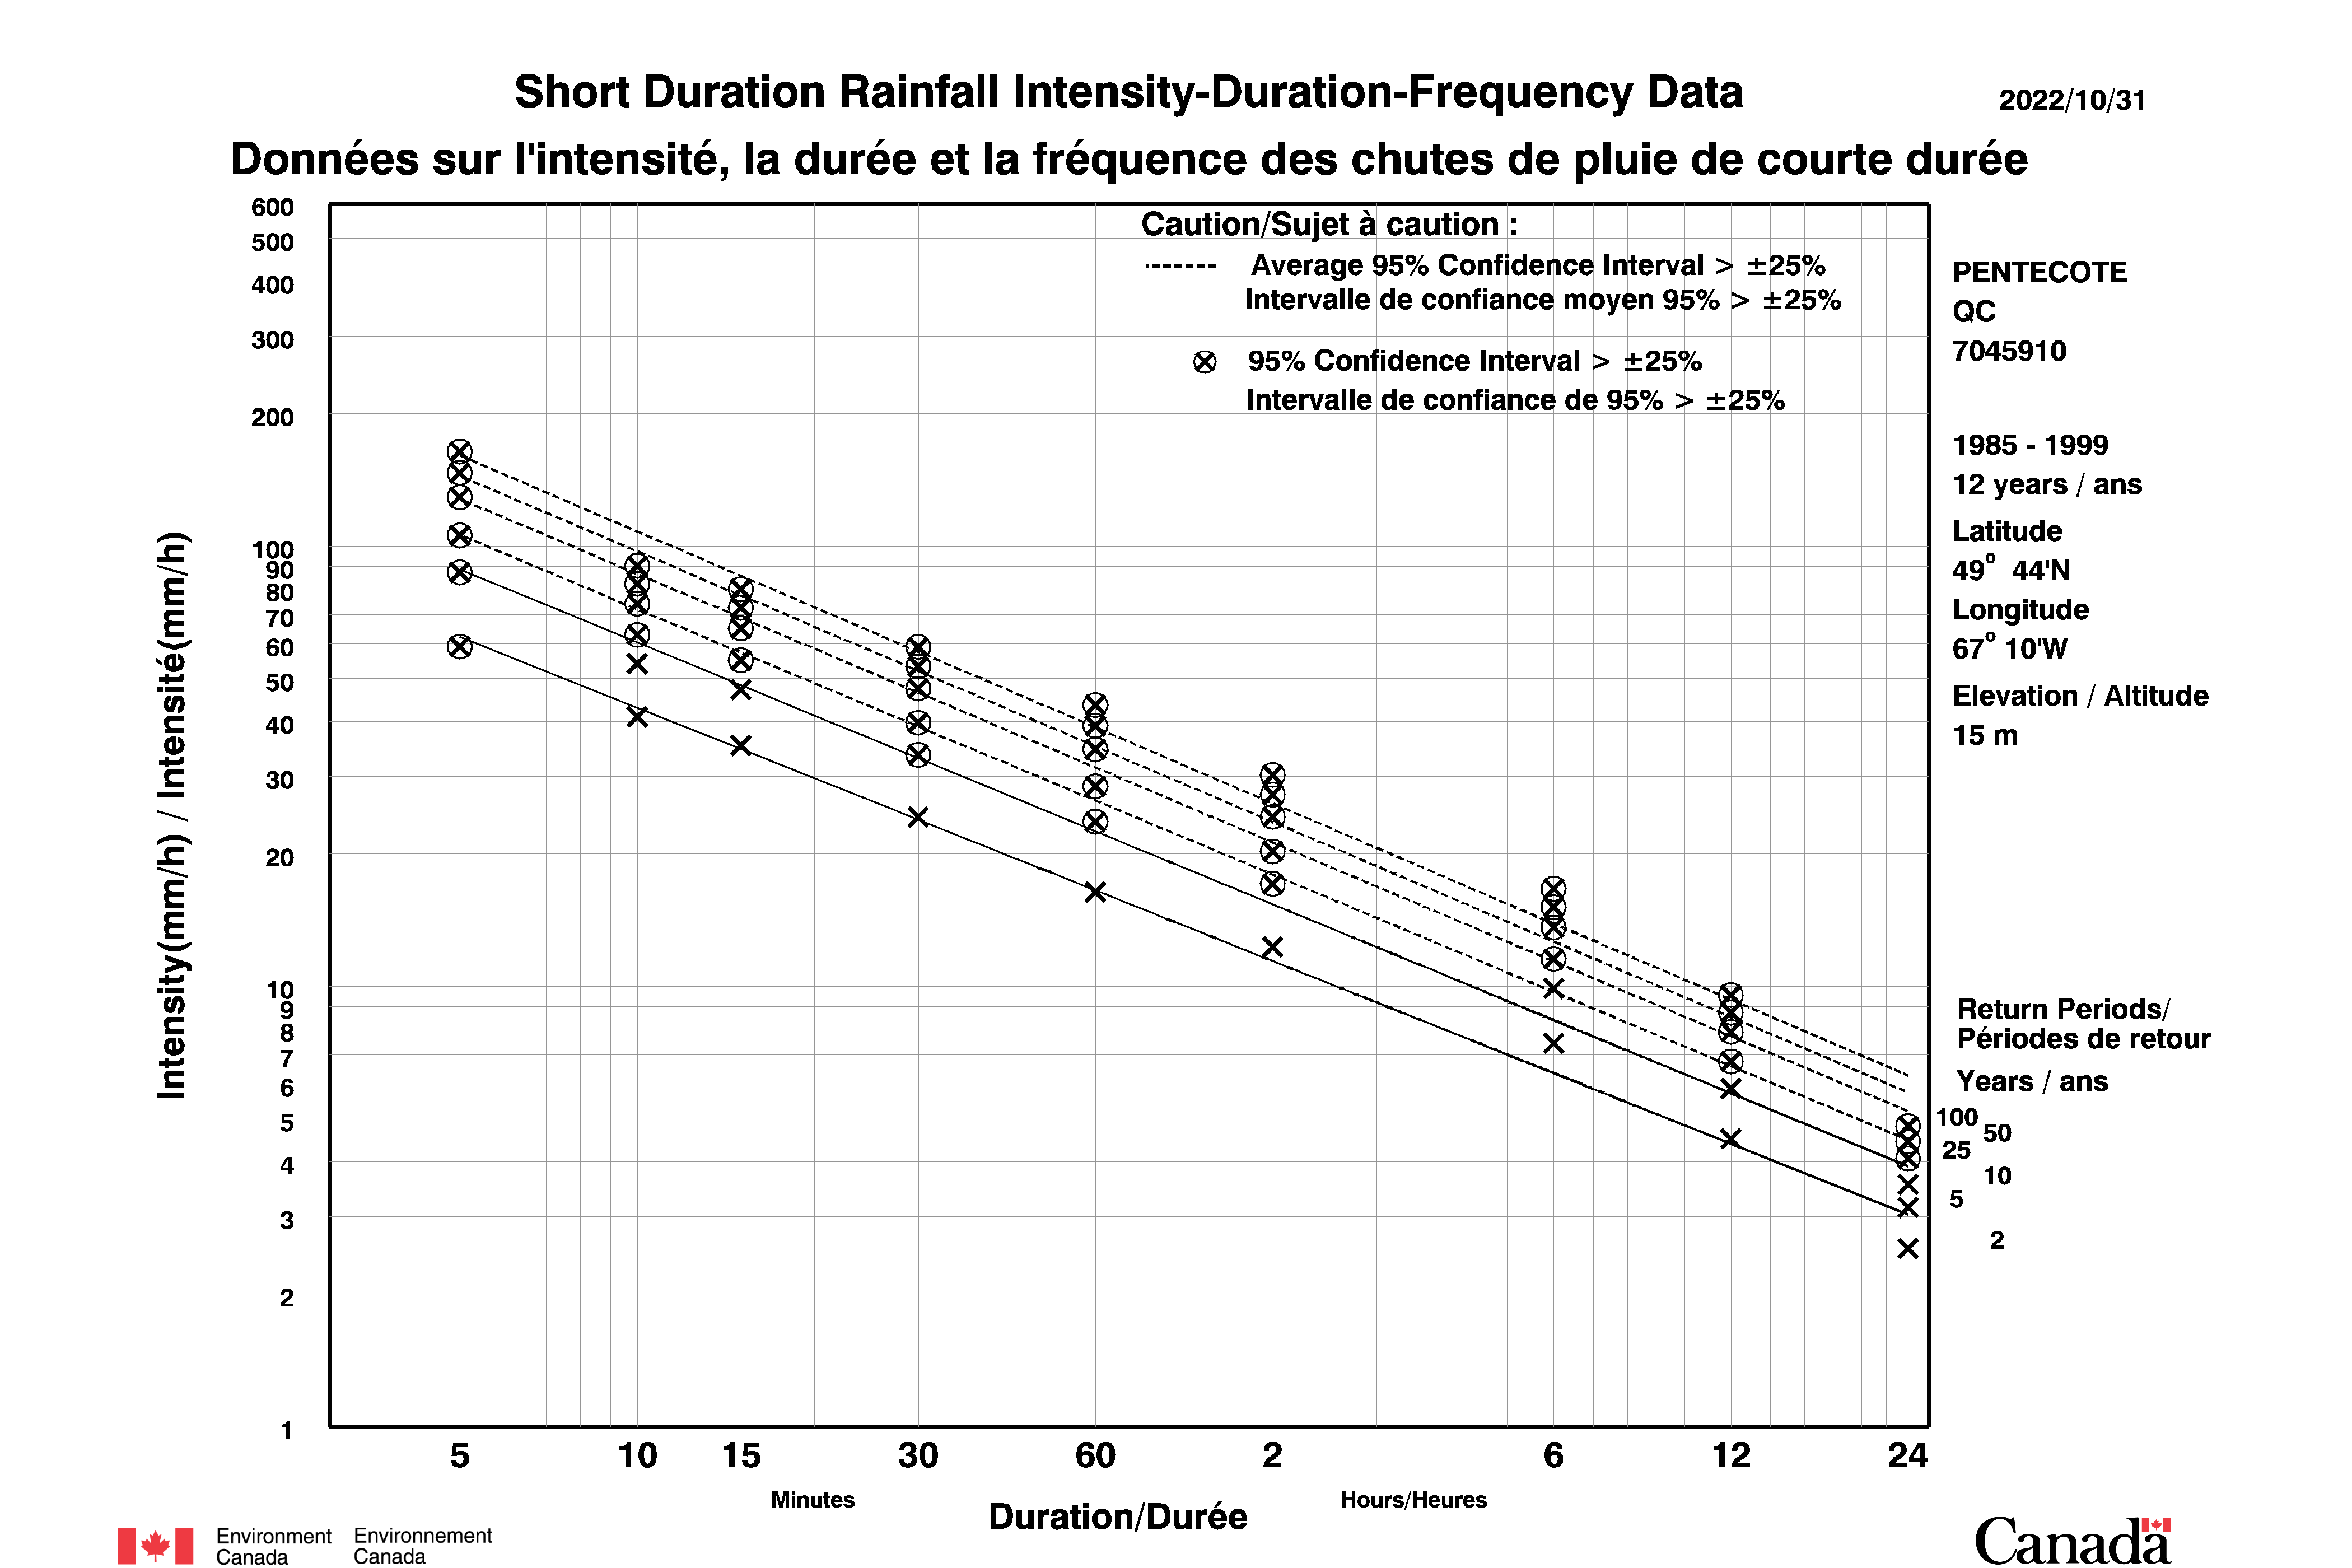 Short Duration Rainfall Intensity-Duration-Frequency Data
2022/10/31
Données sur l'intensité, la durée et la fréquence des chutes de pluie de courte durée
Caution/Sujet à caution :
Average 95% Confidence Interval > ±25%
Intervalle de confiance moyen 95% > ±25%
95% Confidence Interval > ±25%
Intervalle de confiance de 95% > ±25%
PENTECOTE
QC
7045910
1985 - 1999
12 years / ans
Latitude
49° 44'N
Longitude
67° 10'W
Elevation / Altitude
15 m
Return Periods/
Périodes de retour
Years / ans
100
50
25
10
5
2
Intensity(mm/h) / Intensité(mm/h)
600
500
400
300
200
100
90
80
70
60
50
40
30
20
10
9
8
7
6
5
4
3
2
1
5 10 15 30 60 2 6 12 24
Minutes
Hours/Heures
Duration/Durée
Environment
Canada
Environnement
Canada
Canada